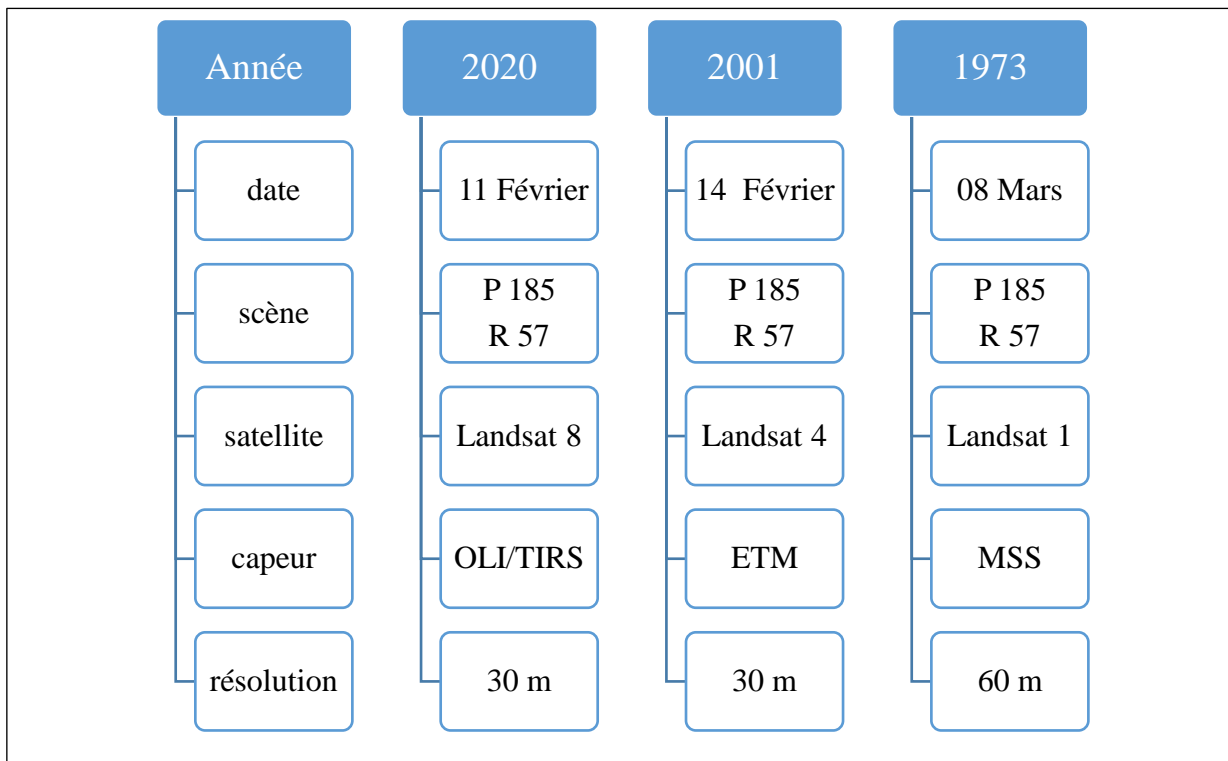 Année
2020
2001
1973
date
11 Février
14 Février
08 Mars
scène
P 185
R 57
P 185
R 57
P 185
R 57
satellite
Landsat 8
Landsat 4
Landsat 1
capeur
OLI/TIRS
ETM
MSS
résolution
30 m
30 m
60 m